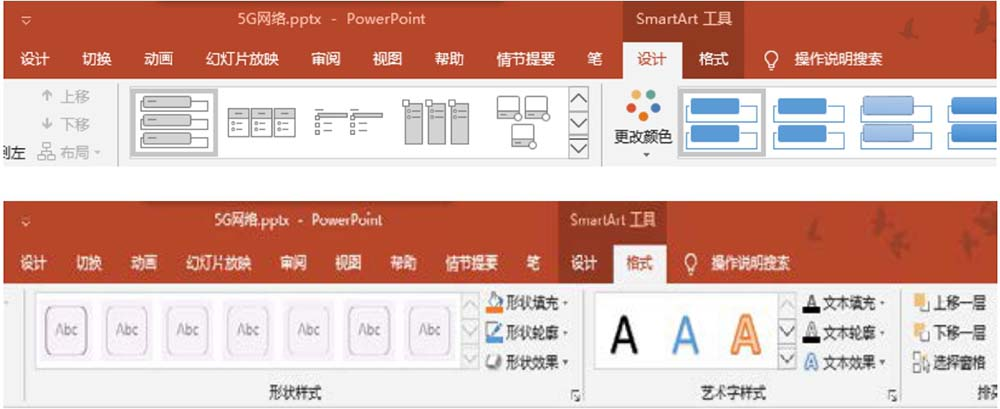 5G网络.pptx - PowerPoint
SmartArt 工具
设计 切换 动画 幻灯片放映 审阅 视图 帮助 情节提要 笔 设计 格式 操作说明搜索
上移
下移
到左 布局
更改颜色
5G网络.pptx - PowerPoint
SmartArt 工具
设计 切换 动画 幻灯片放映 审阅 视图 帮助 情节提要 笔 设计 格式 操作说明搜索
Abc Abc Abc Abc Abc Abc Abc
形状填充
形状轮廓
形状效果
形状样式
A A A
文本填充
文本轮廓
文本效果
艺术字样式
上移一层
下移一层
选择窗格